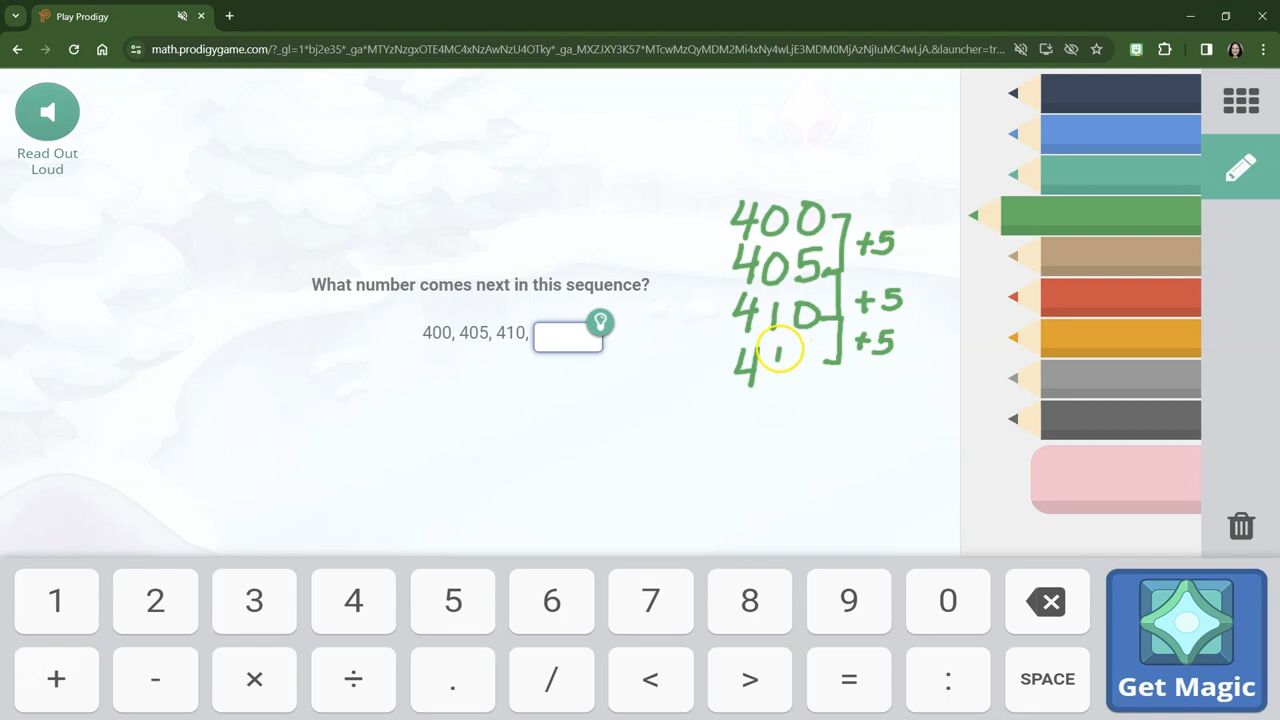 Play Prodigy
math.prodigygame.com/?_gl=1*bj2e35*_ga*MTYzNzgxOTE4MC4xNzAwNzU4OTky*_ga_MXZJXY3K57*MTcwMzQyMDM2Mi4xNy4wLjE3MDM0MjAzNjIuMC4wLjA.&launcher=tr...
Read Out
Loud
What number comes next in this sequence?
400, 405, 410,
400
405
410
41
+5
+5
+5
1 2 3 4 5 6 7 8 9 0
+ - × ÷ . / < > = : SPACE
Get Magic